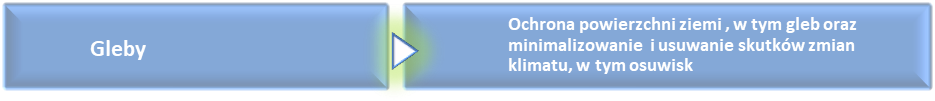 Gleby
Ochrona powierzchni ziemi , w tym gleb oraz
minimalizowanie i usuwanie skutków zmian
klimatu, w tym osuwisk